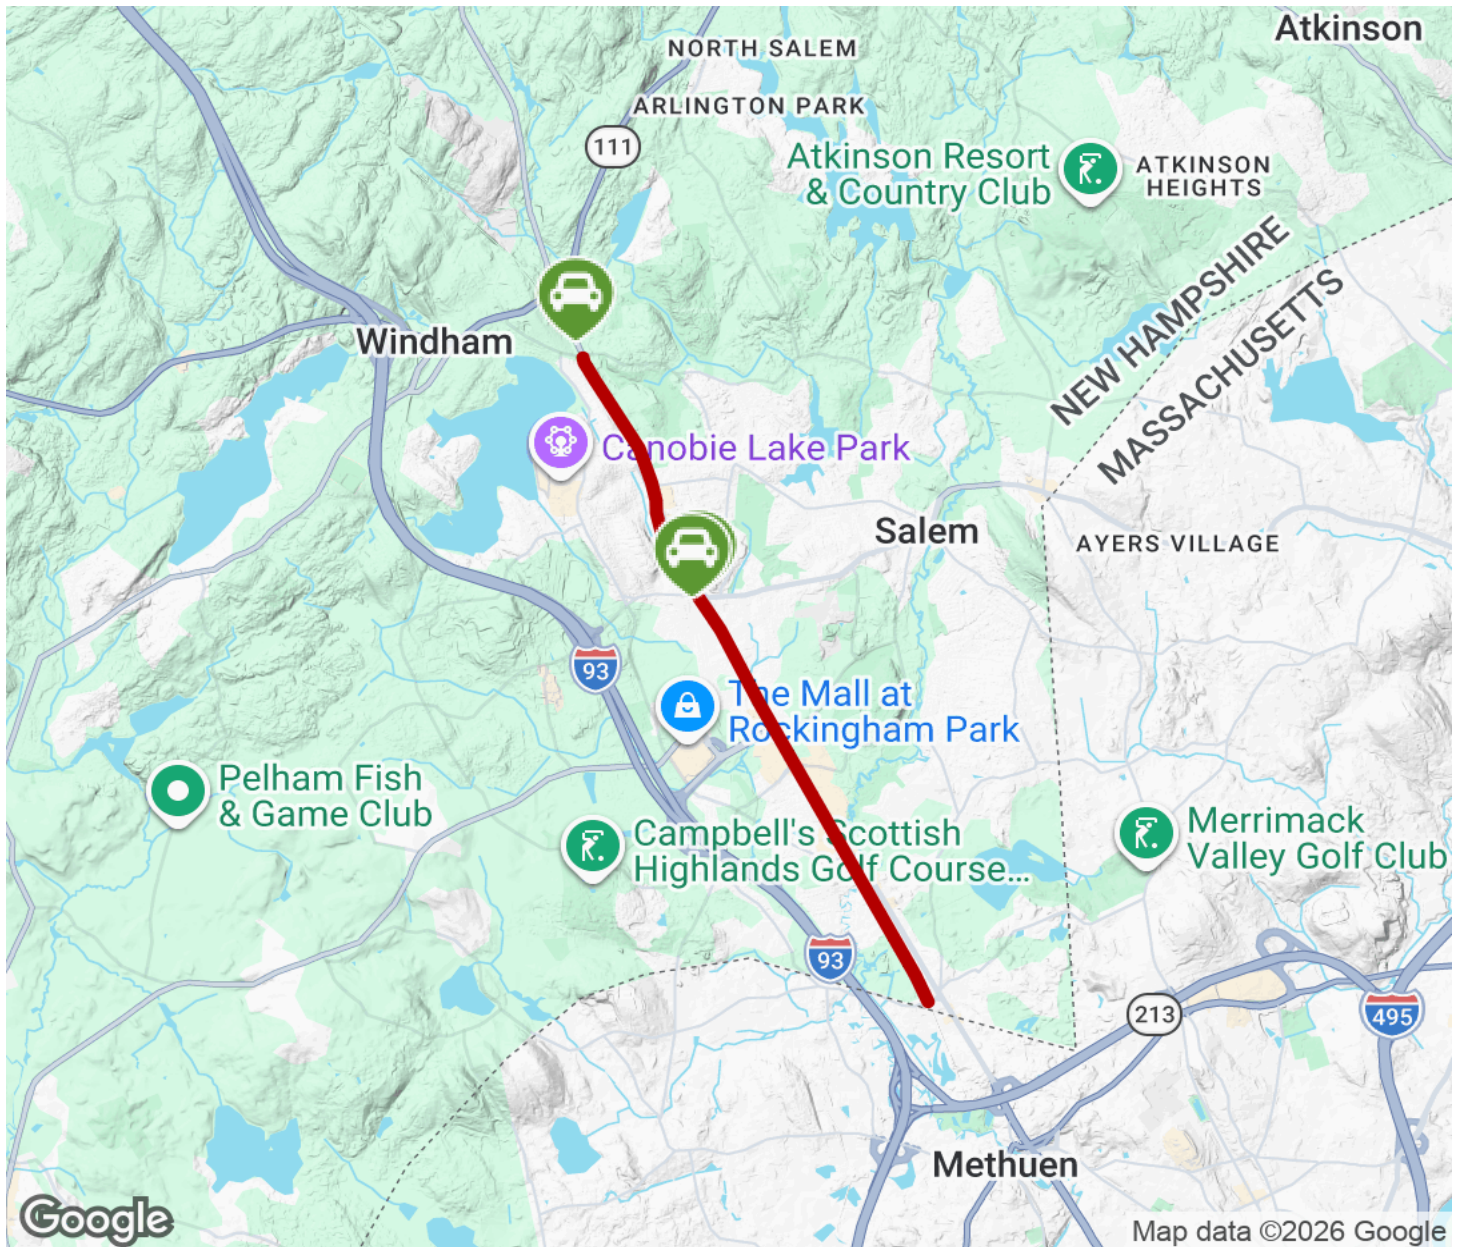 Atkinson
NORTH SALEM
ARLINGTON PARK
111
Atkinson Resort
& Country Club
ATKINSON
HEIGHTS
NEW HAMPSHIRE
MASSACHUSETTS
Windham
Canobie Lake Park
Salem
AYERS VILLAGE
93
The Mall at
Rockingham Park
Pelham Fish
& Game Club
Campbell's Scottish
Highlands Golf Course...
Merrimack
Valley Golf Club
93
213
495
Methuen
Google
Map data ©2026 Google